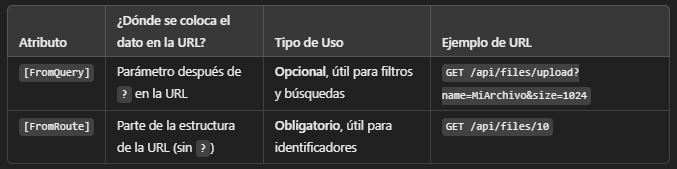 Atributo
¿Dónde se coloca el
dato en la URL?
Tipo de Uso
Ejemplo de URL
[FromQuery]
Parámetro después de
? en la URL
Opcional, útil para filtros
y búsquedas
GET /api/files/upload?
name=MiArchivo&size=1024
[FromRoute]
Parte de la estructura
de la URL (sin ?)
Obligatorio, útil para
identificadores
GET /api/files/10